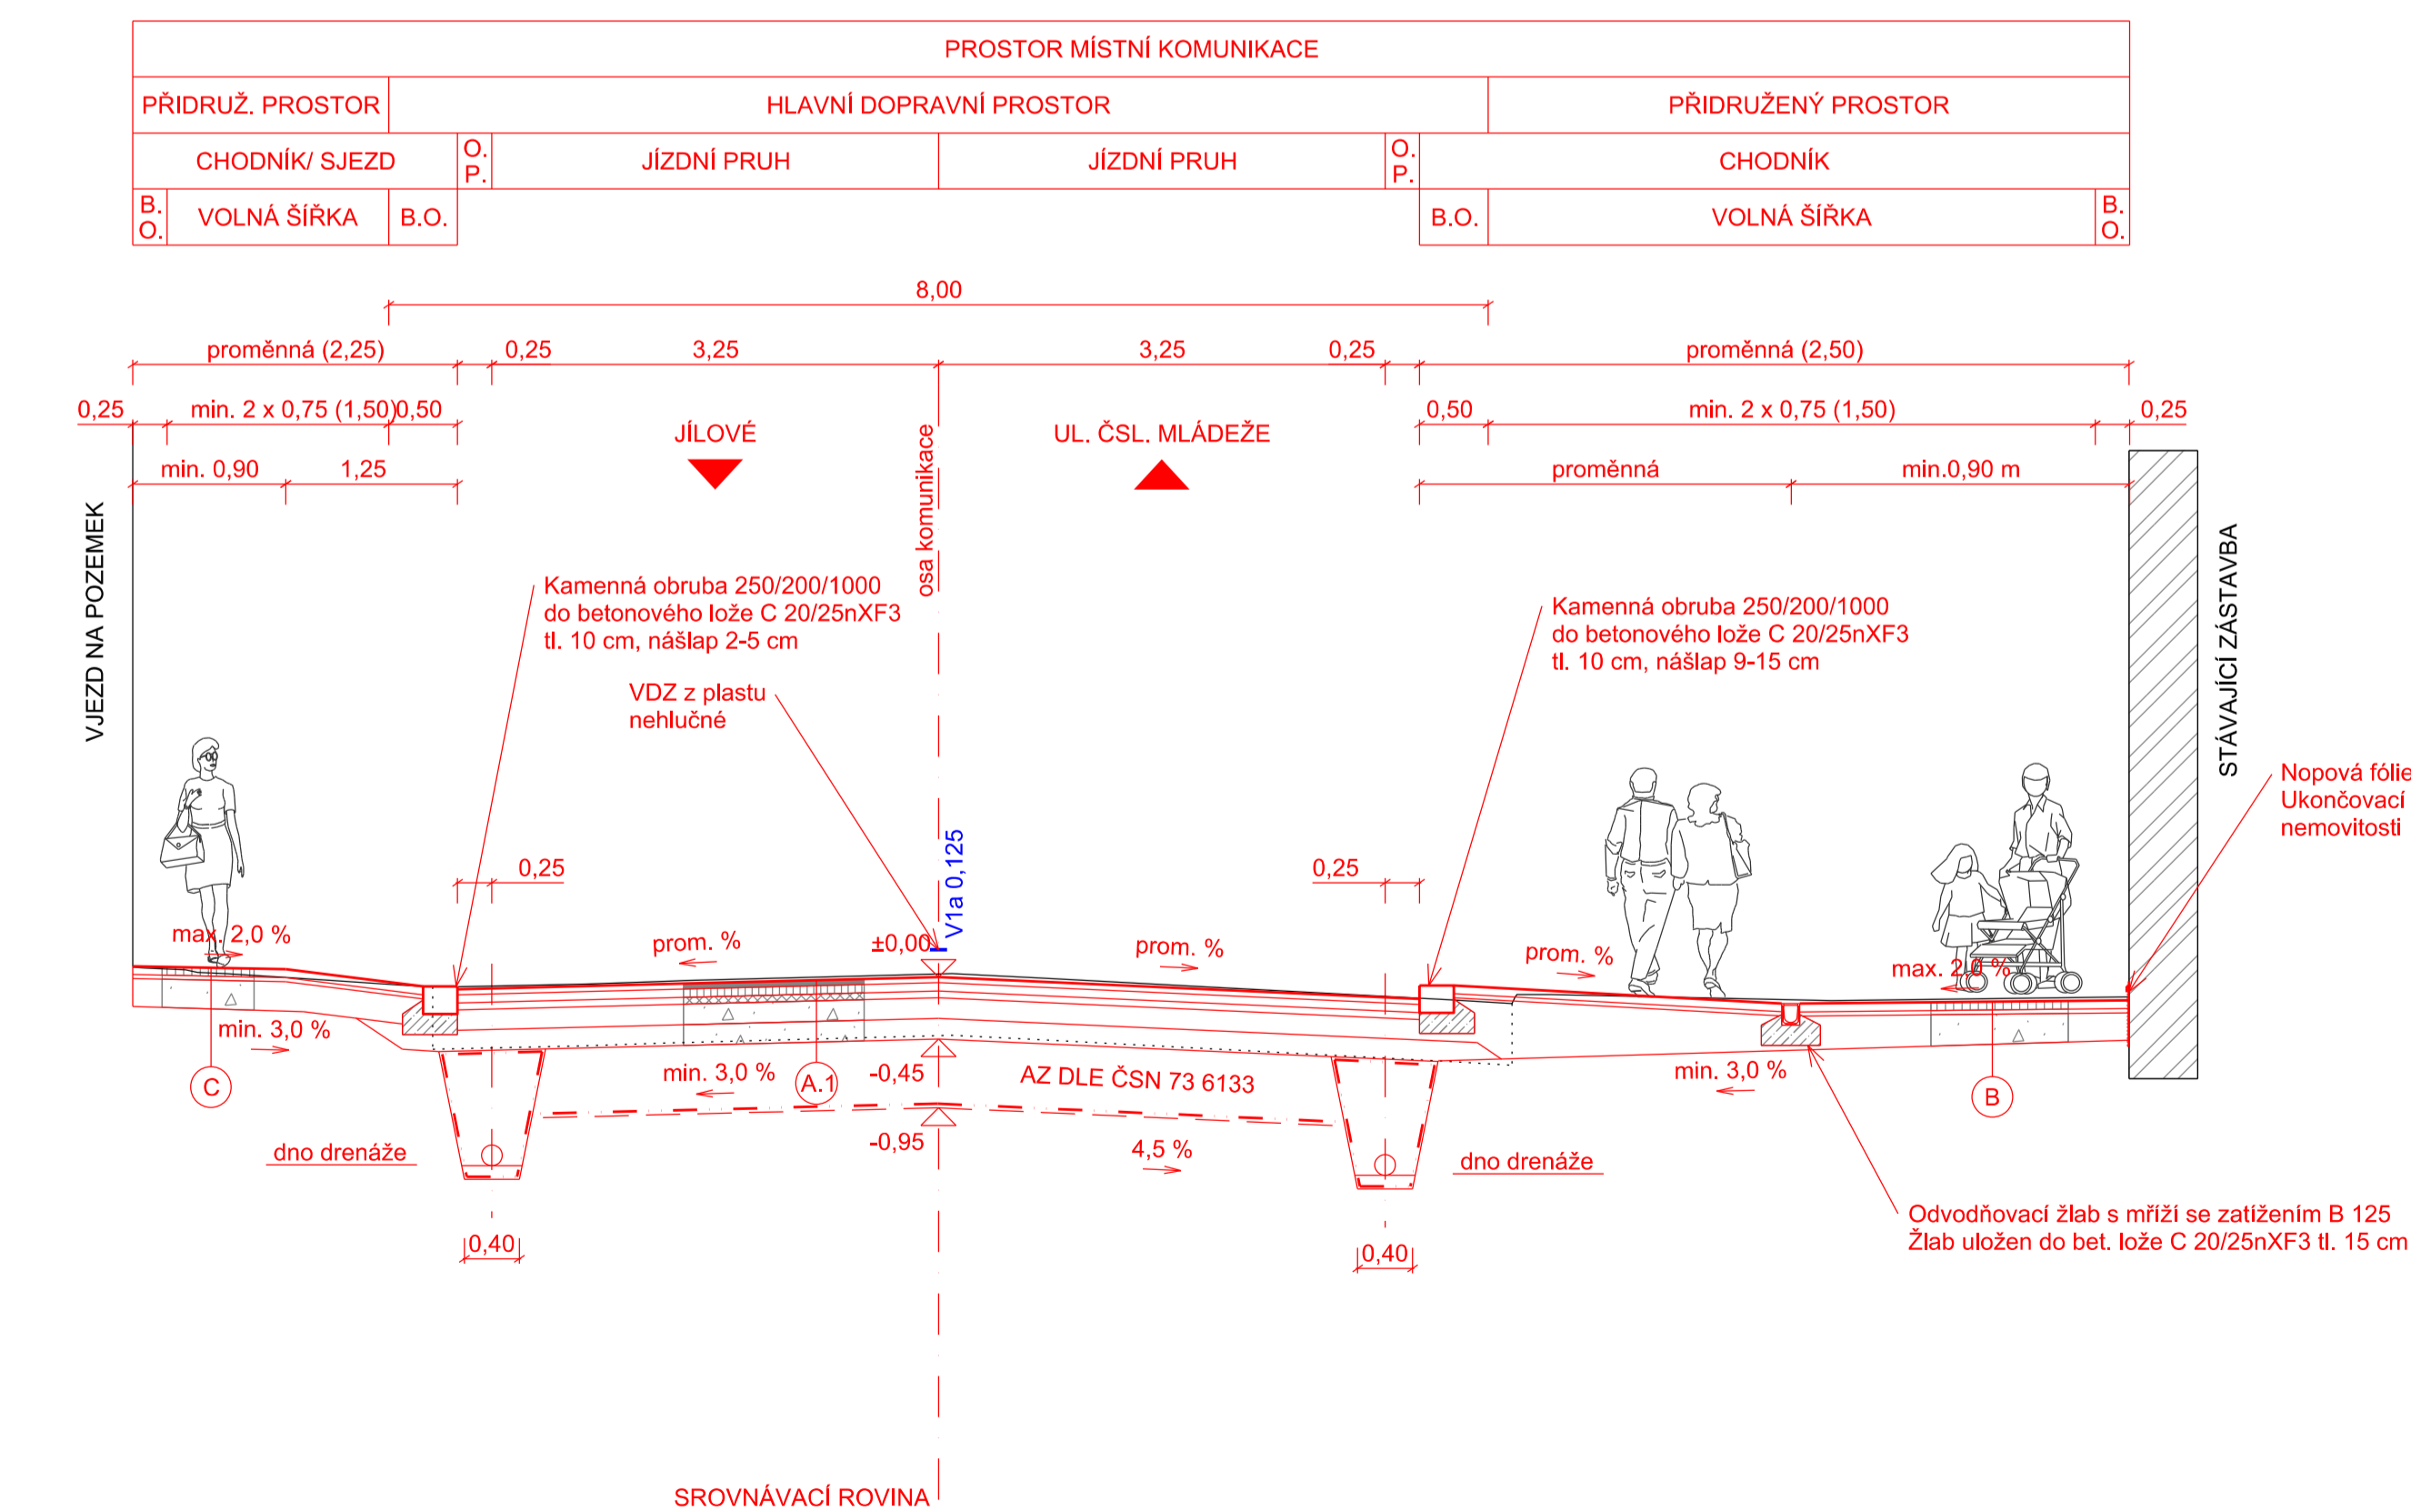 PROSTOR MÍSTNÍ KOMUNIKACE
PŘIDRUŽ. PROSTOR
HLAVNÍ DOPRAVNÍ PROSTOR
PŘIDRUŽENÝ PROSTOR
CHODNÍK/ SJEZD
O.
P.
JÍZDNÍ PRUH
JÍZDNÍ PRUH
O.
P.
CHODNÍK
B.
O.
VOLNÁ ŠÍŘKA
B.O.
B.O.
VOLNÁ ŠÍŘKA
B.
O.
8,00
proměnná (2,25)
0,25
3,25
3,25
0,25
proměnná (2,50)
0,25
min. 2 x 0,75 (1,50)
0,50
0,50
min. 2 x 0,75 (1,50)
0,25
JÍLOVÉ
UL. ČSL. MLÁDEŽE
min. 0,90
1,25
proměnná
min.0,90 m
osa komunikace
VJEZD NA POZEMEK
STÁVAJÍCÍ ZÁSTAVBA
Kamenná obruba 250/200/1000
do betonového lože C 20/25nXF3
tl. 10 cm, nášlap 2-5 cm
Kamenná obruba 250/200/1000
do betonového lože C 20/25nXF3
tl. 10 cm, nášlap 9-15 cm
VDZ z plastu
nehlučné
Nopová fólie
Ukončovací
nemovitosti
0,25
V1a 0,125
0,25
max. 2,0 %
prom. %
±0,00
prom. %
prom. %
max. 2,0 %
min. 3,0 %
C
min. 3,0 %
A.1
-0,45
AZ DLE ČSN 73 6133
min. 3,0 %
B
dno drenáže
-0,95
4,5 %
dno drenáže
Odvodňovací žlab s mříží se zatížením B 125
Žlab uložen do bet. lože C 20/25nXF3 tl. 15 cm
0,40
0,40
SROVNÁVACÍ ROVINA